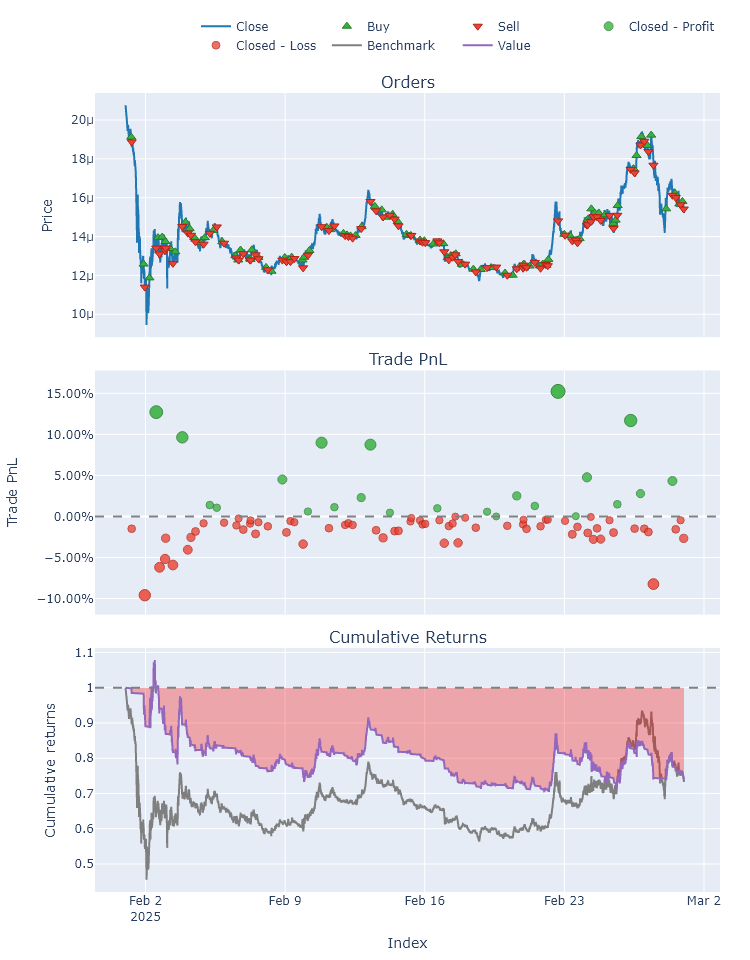 Close Buy Sell Closed - Profit
Closed - Loss Benchmark Value
Orders
20μ
18μ
16μ
14μ
12μ
10μ
Price
Trade PnL
15.00%
10.00%
5.00%
0.00%
−5.00%
−10.00%
Trade PnL
Cumulative Returns
1.1
1
0.9
0.8
0.7
0.6
0.5
Cumulative returns
Feb 2 Feb 9 Feb 16 Feb 23 Mar 2
2025
Index